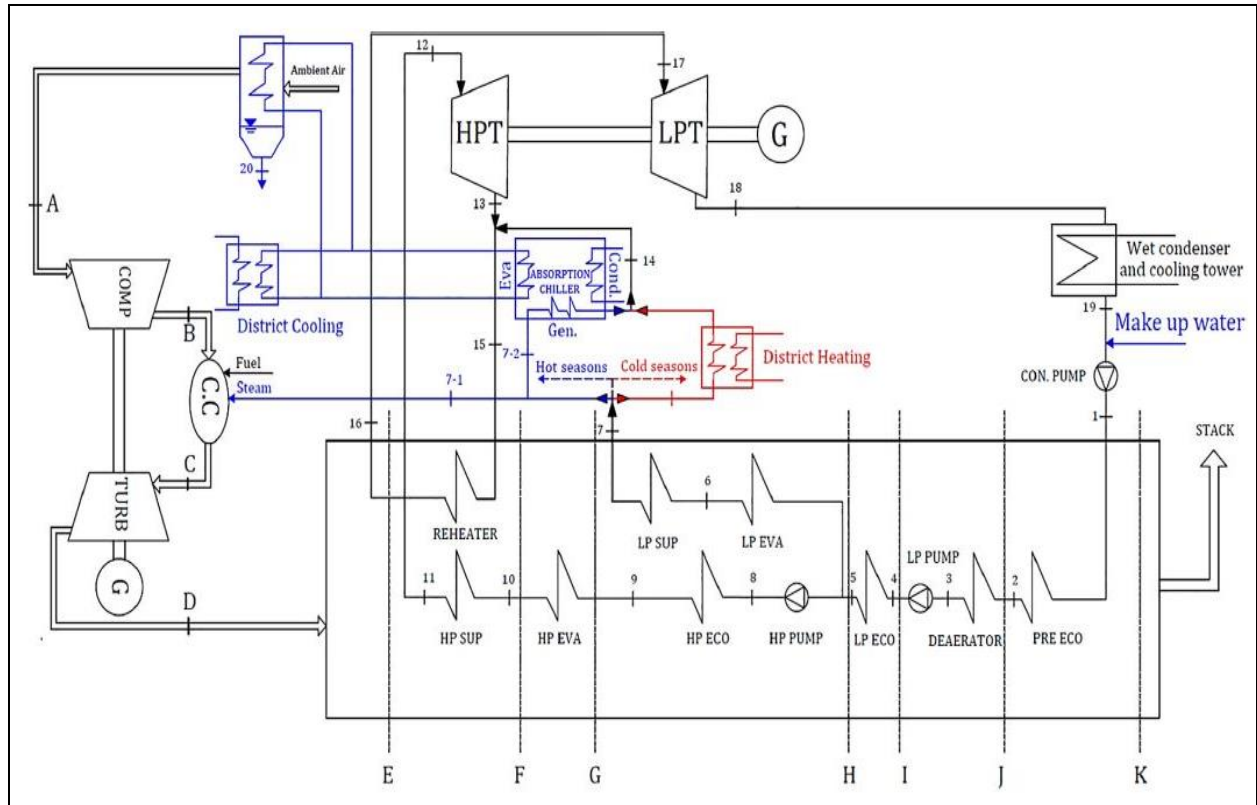 12
17
Ambient Air
HPT
LPT
G
20
13
18
A
14
Wet condenser
and cooling tower
Eva
ABSORPTION
CHILLER
Cond.
Gen.
COMP
District Cooling
19
Make up water
B
15
7-2
District Heating
Fuel
Hot seasons
Cold seasons
CON. PUMP
C.C
Steam
7-1
16
7
1
STACK
C
TURB
6
REHEATER
LP SUP
LP EVA
LP PUMP
G
11
10
9
8
5
4
3
2
D
HP SUP
HP EVA
HP ECO
HP PUMP
LP ECO
DEAERATOR
PRE ECO
E
F
G
H
I
J
K